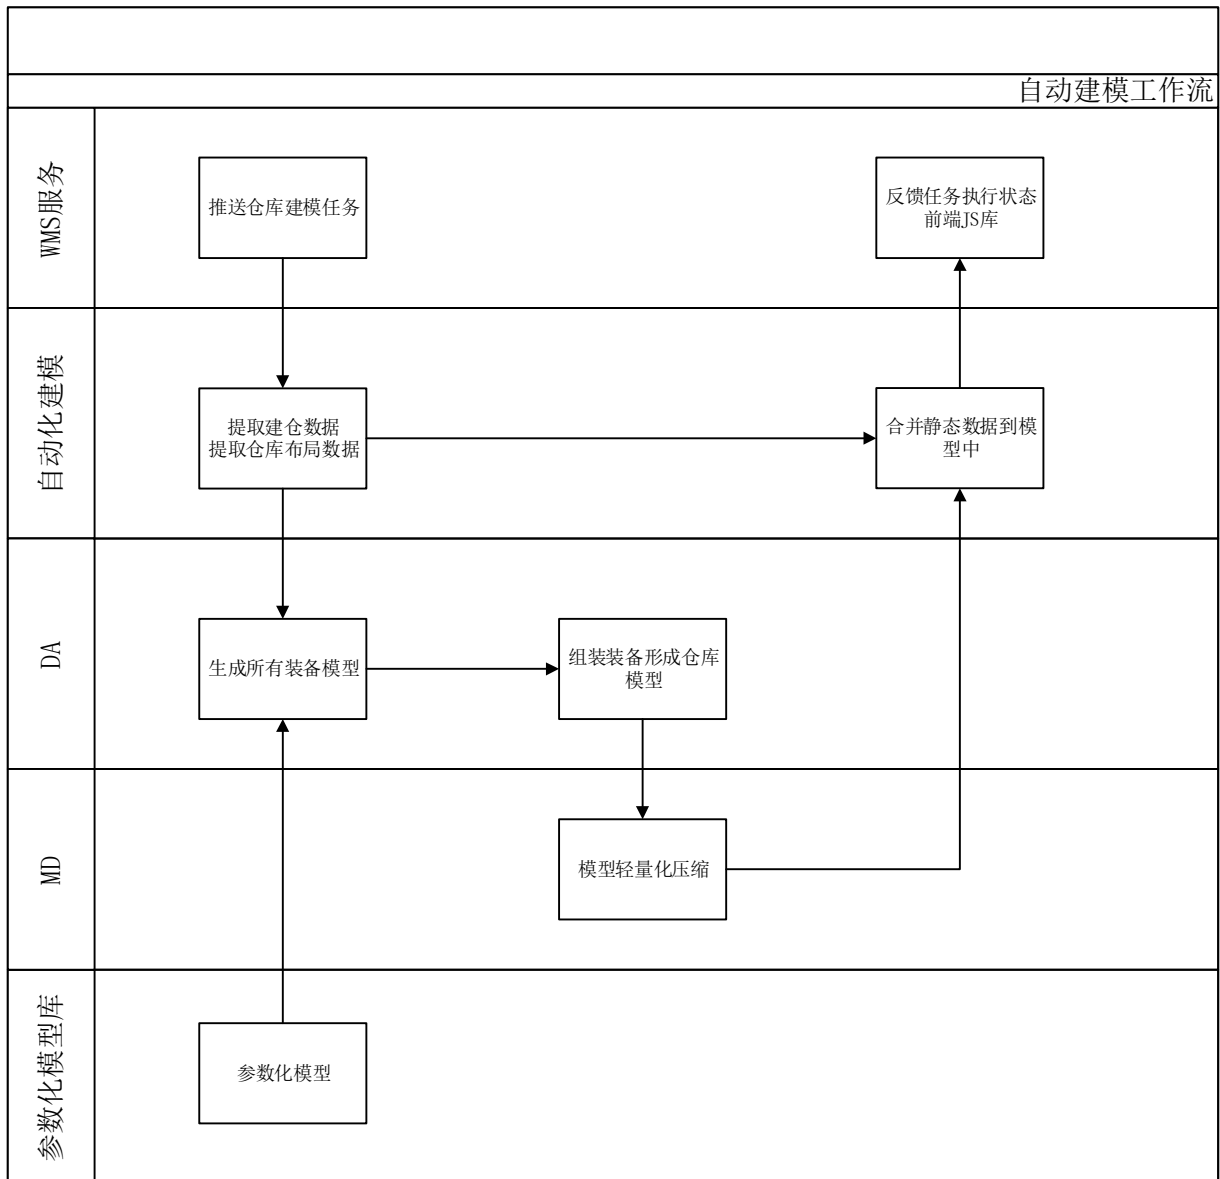 自动建模工作流
WMS服务
推送仓库建模任务
反馈任务执行状态
前端JS库
自动化建模
提取建仓数据
提取仓库布局数据
合并静态数据到模
型中
DA
生成所有装备模型
组装装备形成仓库
模型
MD
模型轻量化压缩
参数化模型库
参数化模型